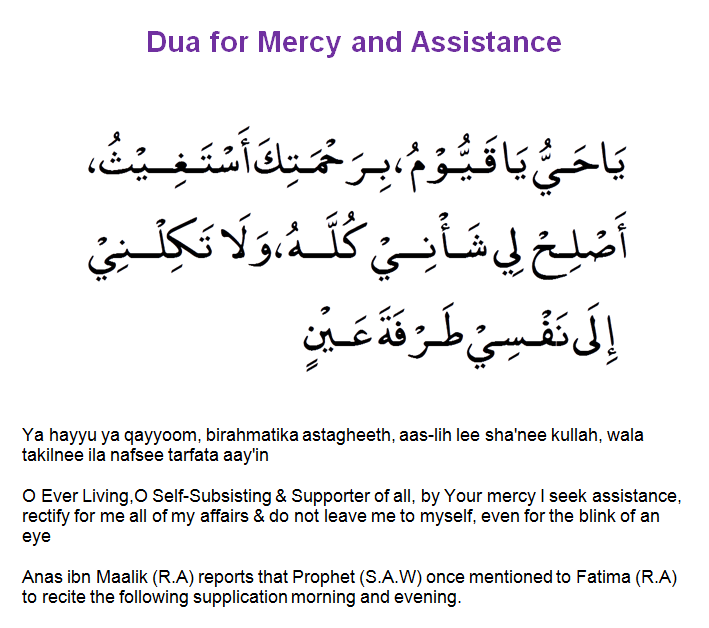 Dua for Mercy and Assistance
يَا حَيُّ يَا قَيُّوْمُ، بِرَحْمَتِكَ أَسْتَغِيْثُ،
أَصْلِحْ لِي شَأْنِيْ كُلَّهُ، وَلَا تَكِلْنِيْ
إِلَى نَفْسِيْ طَرْفَةَ عَيْنٍ
Ya hayyu ya qayyoom, birahmatika astagheeth, aas-lih lee sha'nee kullah, wala
takilnee ila nafsee tarfata aay'in
O Ever Living,O Self-Subsisting & Supporter of all, by Your mercy I seek assistance,
rectify for me all of my affairs & do not leave me to myself, even for the blink of an
eye
Anas ibn Maalik (R.A) reports that Prophet (S.A.W) once mentioned to Fatima (R.A)
to recite the following supplication morning and evening.